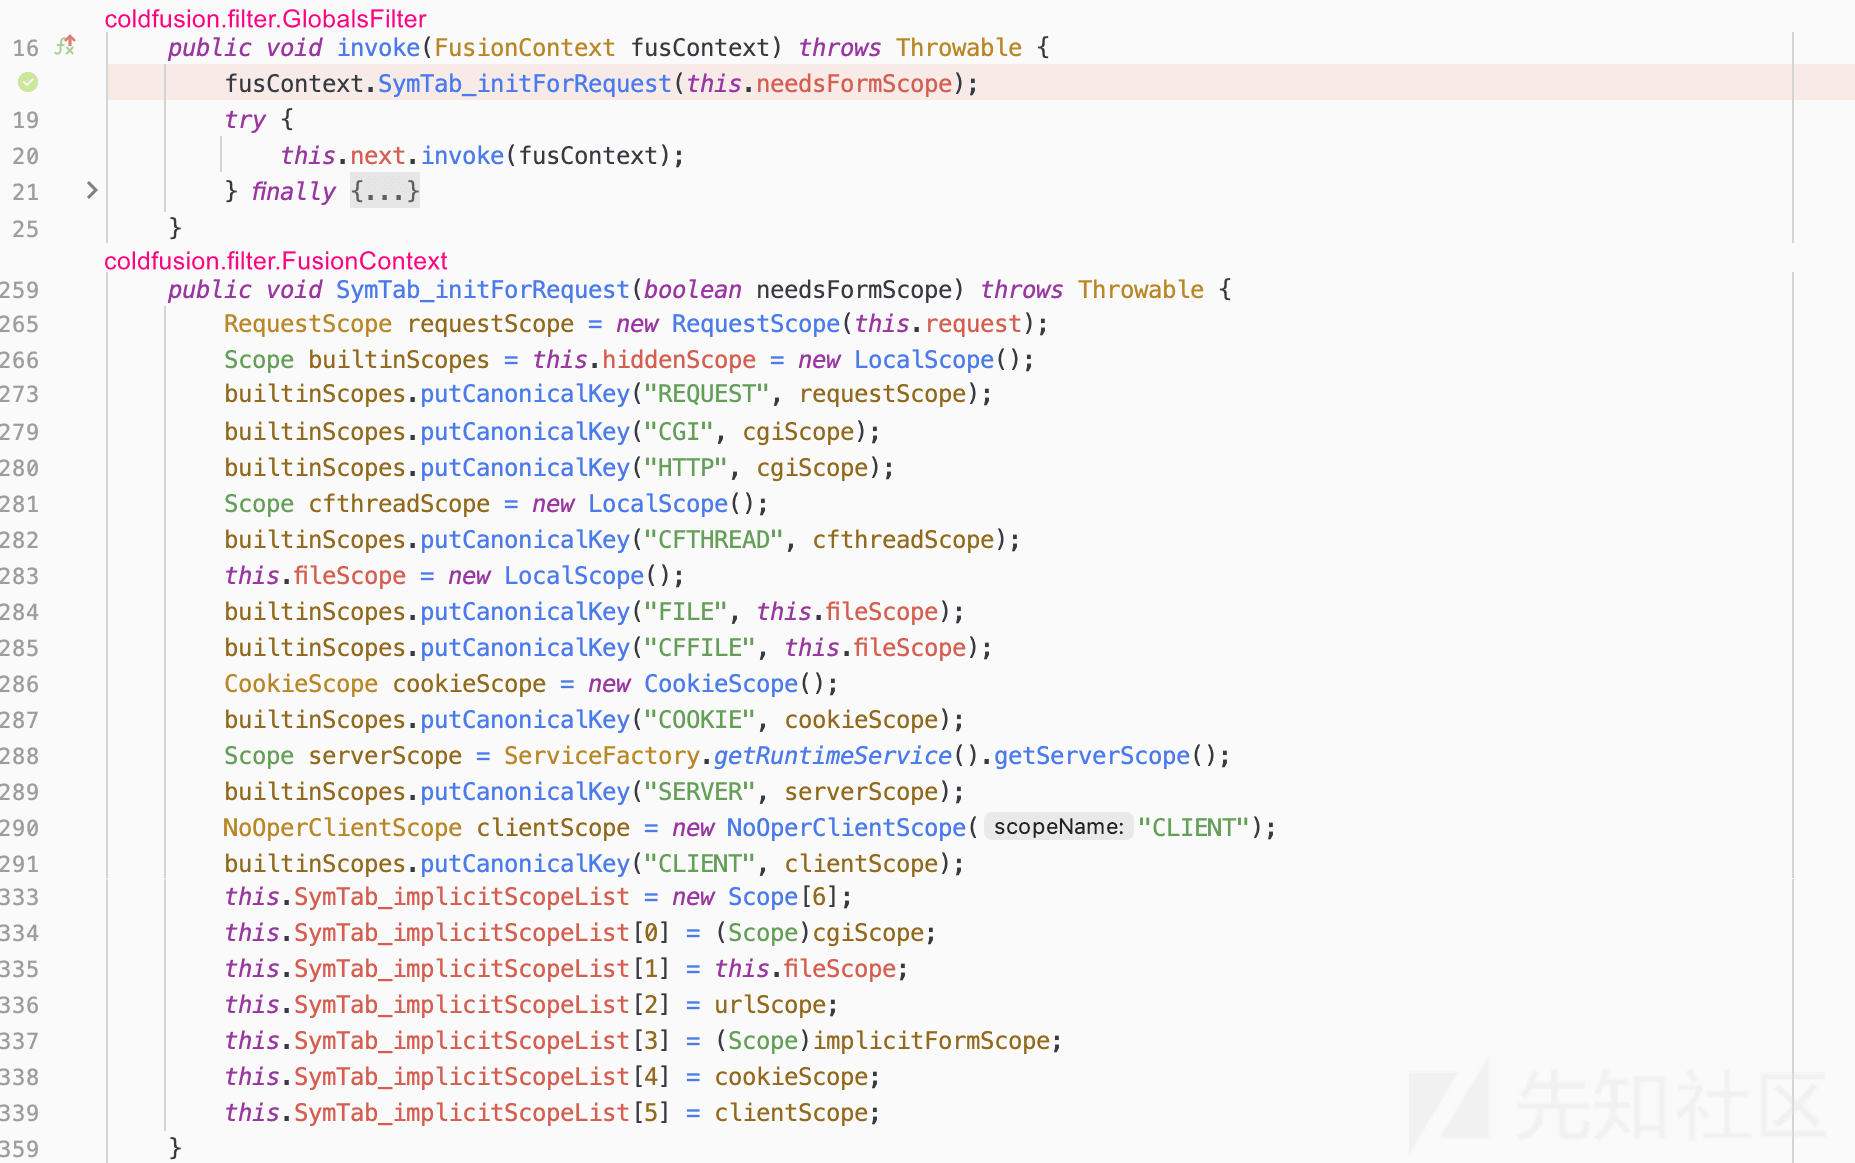 coldfusion.filter.GlobalsFilter
16 public void invoke(FusionContext fusContext) throws Throwable {
fusContext.SymTab_initForRequest(this.needsFormScope);
19 try {
20 this.next.invoke(fusContext);
21 } finally {...}
25 }
coldfusion.filter.FusionContext
259 public void SymTab_initForRequest(boolean needsFormScope) throws Throwable {
265 RequestScope requestScope = new RequestScope(this.request);
266 Scope builtinScopes = this.hiddenScope = new LocalScope();
273 builtinScopes.putCanonicalKey("REQUEST", requestScope);
279 builtinScopes.putCanonicalKey("CGI", cgiScope);
280 builtinScopes.putCanonicalKey("HTTP", cgiScope);
281 Scope cfthreadScope = new LocalScope();
282 builtinScopes.putCanonicalKey("CFTHREAD", cfthreadScope);
283 this.fileScope = new LocalScope();
284 builtinScopes.putCanonicalKey("FILE", this.fileScope);
285 builtinScopes.putCanonicalKey("CFFILE", this.fileScope);
286 CookieScope cookieScope = new CookieScope();
287 builtinScopes.putCanonicalKey("COOKIE", cookieScope);
288 Scope serverScope = ServiceFactory.getRuntimeService().getServerScope();
289 builtinScopes.putCanonicalKey("SERVER", serverScope);
290 NoOperClientScope clientScope = new NoOperClientScope( scopeName: "CLIENT");
291 builtinScopes.putCanonicalKey("CLIENT", clientScope);
333 this.SymTab_implicitScopeList = new Scope[6];
334 this.SymTab_implicitScopeList[0] = (Scope)cgiScope;
335 this.SymTab_implicitScopeList[1] = this.fileScope;
336 this.SymTab_implicitScopeList[2] = urlScope;
337 this.SymTab_implicitScopeList[3] = (Scope)implicitFormScope;
338 this.SymTab_implicitScopeList[4] = cookieScope;
339 this.SymTab_implicitScopeList[5] = clientScope;
359 }
先知社区